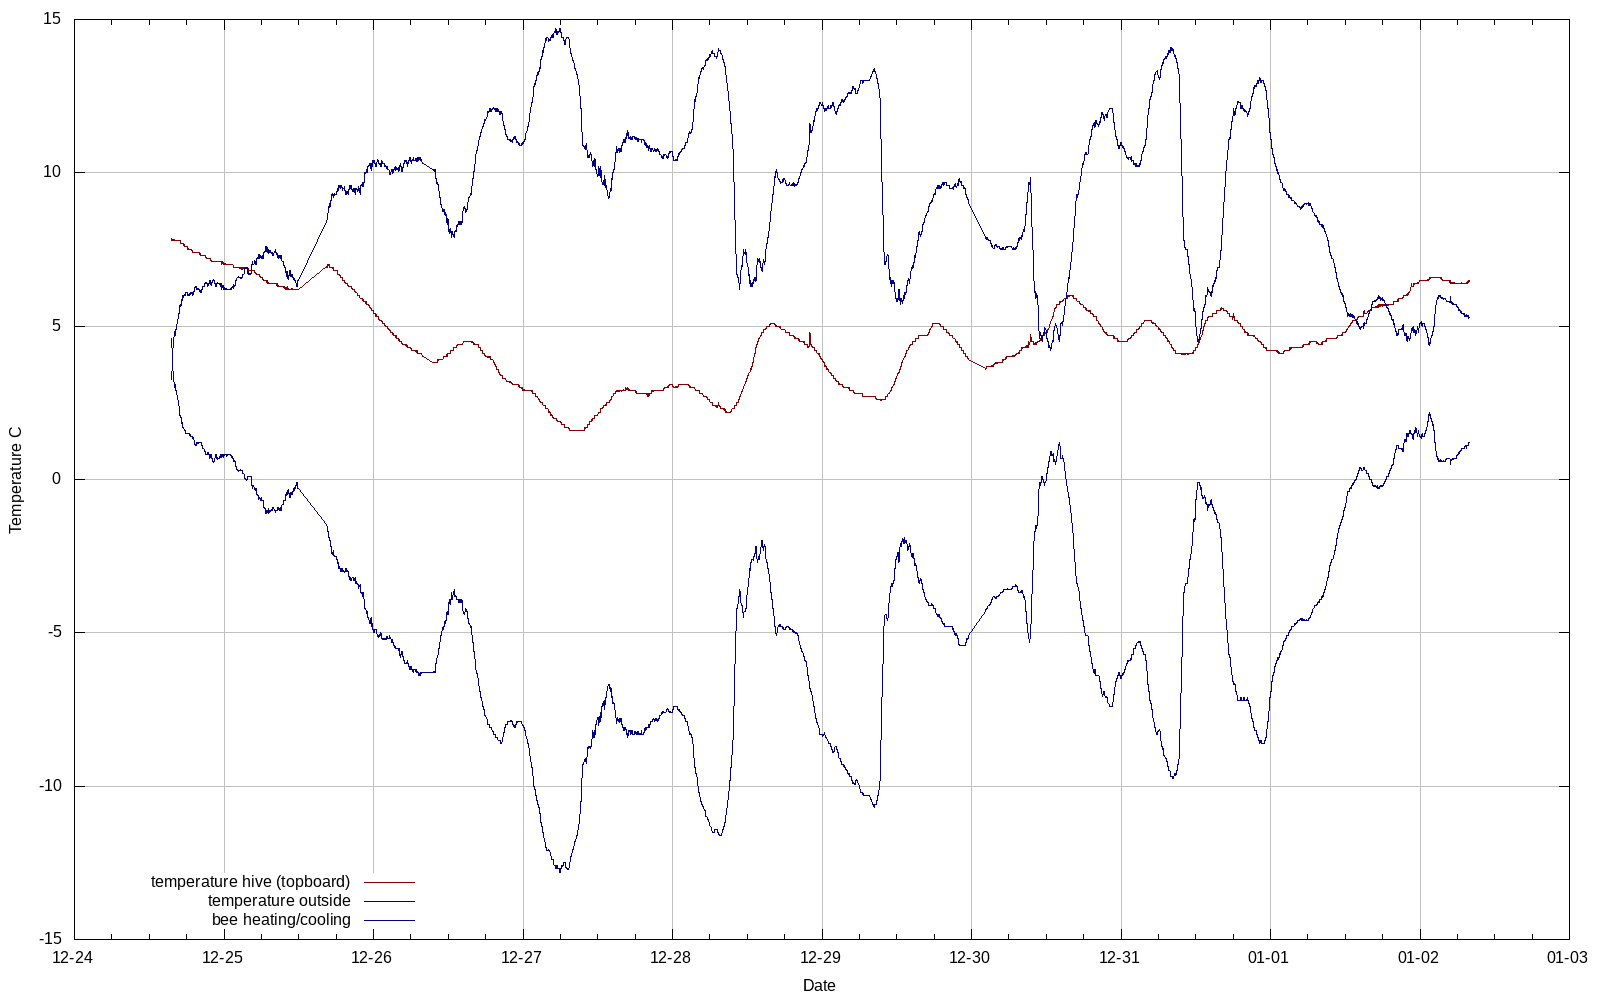 15
10
5
0
-5
-10
-15
Temperature C
temperature hive (topboard)
temperature outside
bee heating/cooling
12-24 12-25 12-26 12-27 12-28 12-29 12-30 12-31 01-01 01-02 01-03
Date